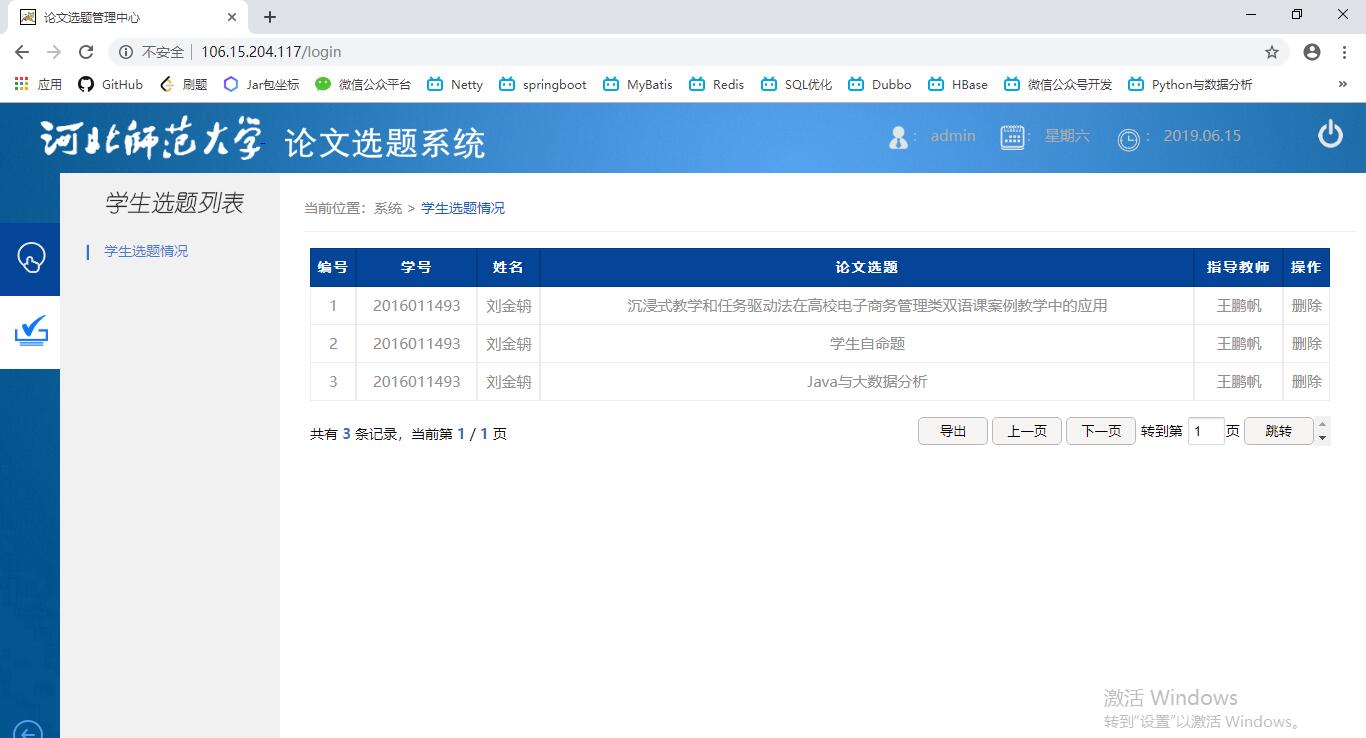 论文选题管理中心
不安全 106.15.204.117/login
应用 GitHub 刷题 Jar包坐标 微信公众平台 Netty springboot MyBatis Redis SQL优化 Dubbo HBase 微信公众号开发 Python与数据分析 »
河北师范大学 论文选题系统 : admin : 星期六 : 2019.06.15
学生选题列表
学生选题情况
当前位置：系统 > 学生选题情况
编号 学号 姓名 论文选题 指导教师 操作
1 2016011493 刘金 沉浸式教学和任务驱动法在高校电子商务管理类双语课案例教学中的应用 王鹏帆 删除
2 2016011493 刘金 学生自命题 王鹏帆 删除
3 2016011493 刘金 Java与大数据分析 王鹏帆 删除
共有 3 条记录，当前第 1 / 1 页
导出 上一页 下一页 转到第 1 页 跳转
激活 Windows
转到"设置"以激活 Windows。